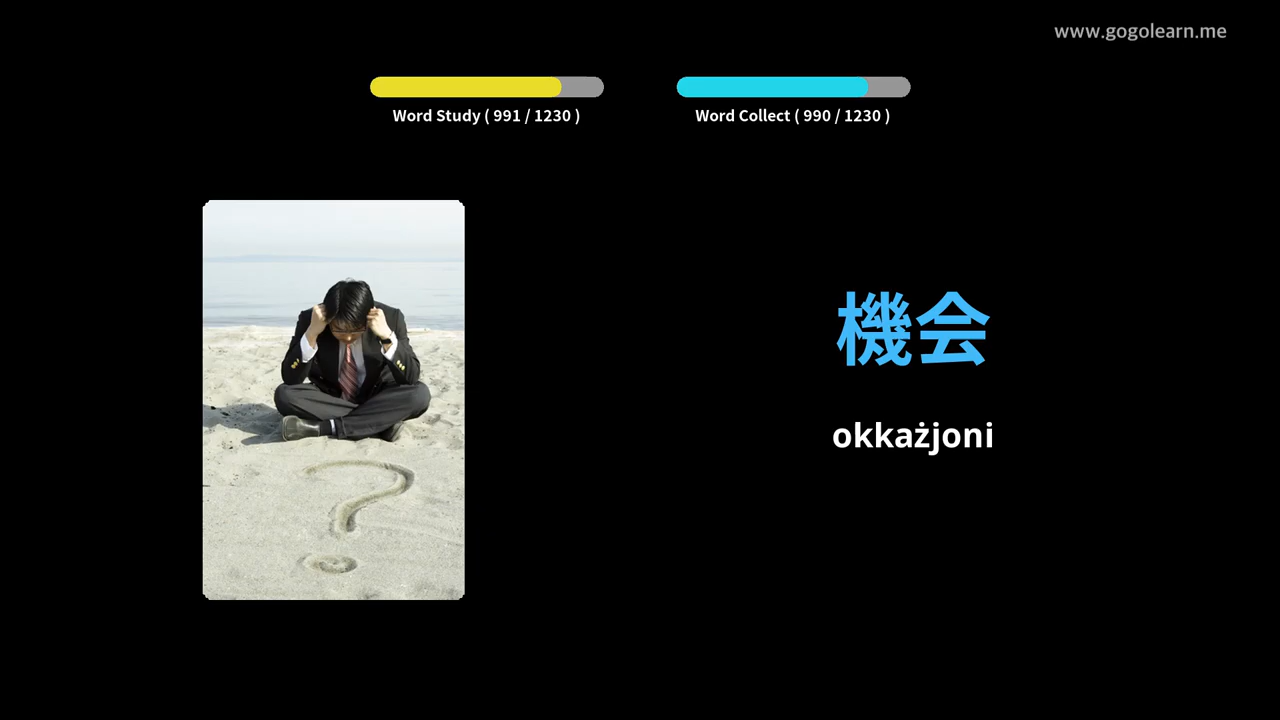 www.gogolearn.me
Word Study ( 991 / 1230 )
Word Collect ( 990 / 1230 )
機会
okkażjoni
?